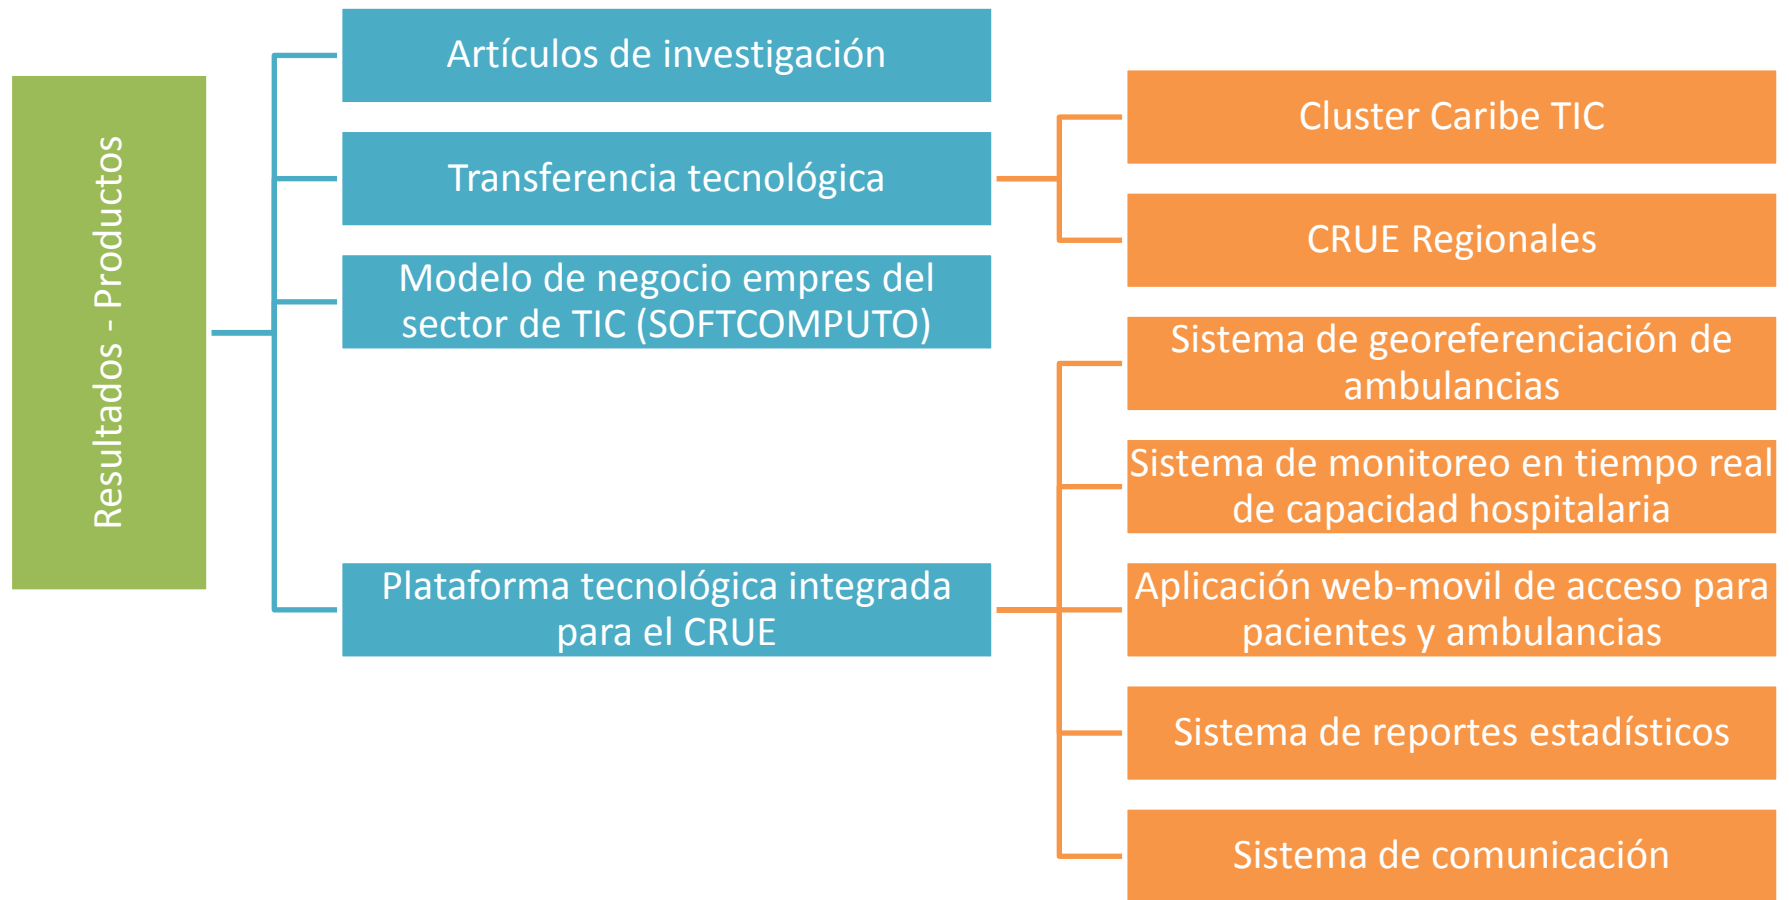 Resultados - Productos
Artículos de investigación
Transferencia tecnológica
Cluster Caribe TIC
CRUE Regionales
Modelo de negocio empres del
sector de TIC (SOFTCOMPUTO)
Plataforma tecnológica integrada
para el CRUE
Sistema de georeferenciación de
ambulancias
Sistema de monitoreo en tiempo real
de capacidad hospitalaria
Aplicación web-movil de acceso para
pacientes y ambulancias
Sistema de reportes estadísticos
Sistema de comunicación